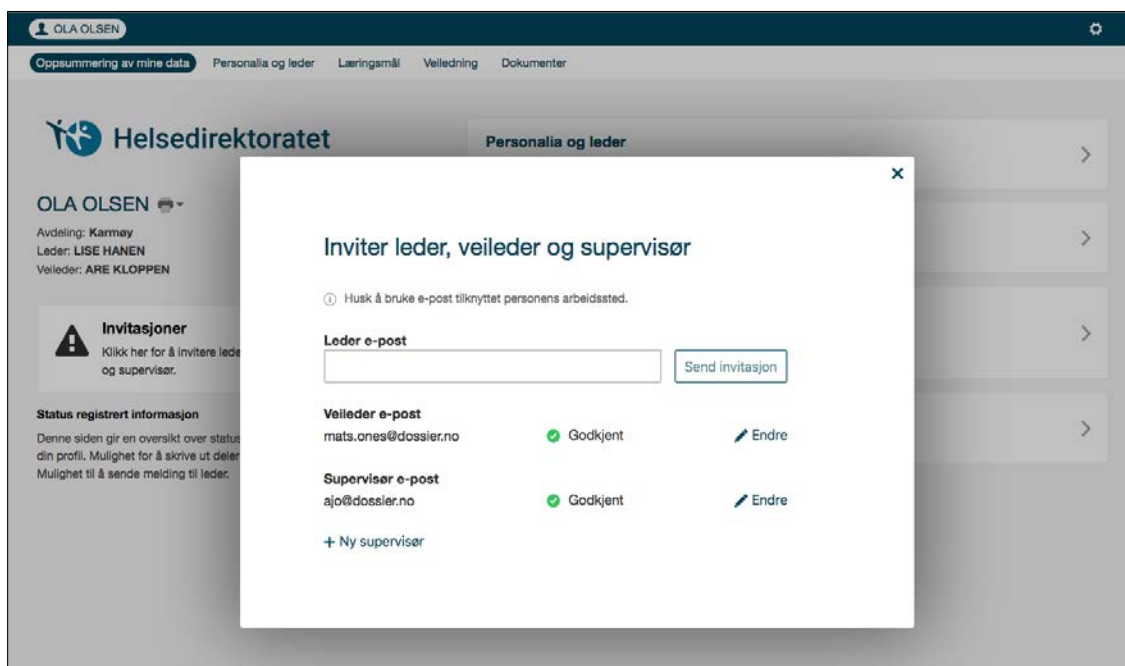 OLA OLSEN
Oppsummering av mine data Personalia og leder Læringsmål Veiledning Dokumenter
Helsedirektoratet
Personalia og leder
OLA OLSEN
Avdeling: Karmøy
Leder: LISE HANEN
Veileder: ARE KLOPPEN
Invitasjoner
Klikk her for å invitere lede
og supervisør.
Status registrert informasjon
Denne siden gir en oversikt over status
din profil. Mulighet for å skrive ut deler
Mulighet til å sende melding til leder.
Inviter leder, veileder og supervisør
Husk å bruke e-post tilknyttet personens arbeidssted.
Leder e-post
Send invitasjon
Veileder e-post
mats.ones@dossier.no Godkjent Endre
Supervisør e-post
ajo@dossier.no Godkjent Endre
+ Ny supervisør